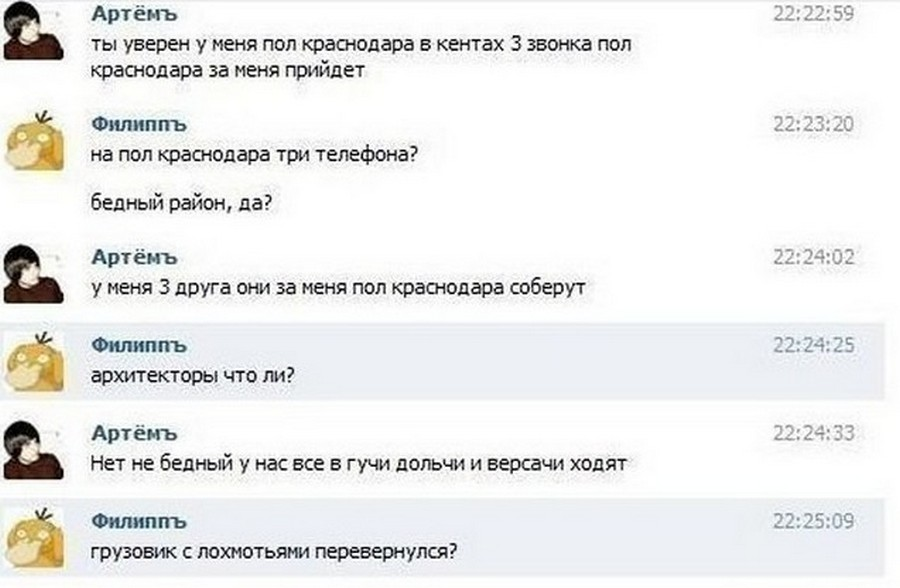 Артёмъ 22:22:59
ты уверен у меня пол краснодара в кентах 3 звонка пол
краснодара за меня прийдет
Филиппъ 22:23:20
на пол краснодара три телефона?
бедный район, да?
Артёмъ 22:24:02
у меня 3 друга они за меня пол краснодара соберут
Филиппъ 22:24:25
архитекторы что ли?
Артёмъ 22:24:33
Нет не бедный у нас все в гучи дольчи и версачи ходят
Филиппъ 22:25:09
грузовик с лохмотьями перевернулся?